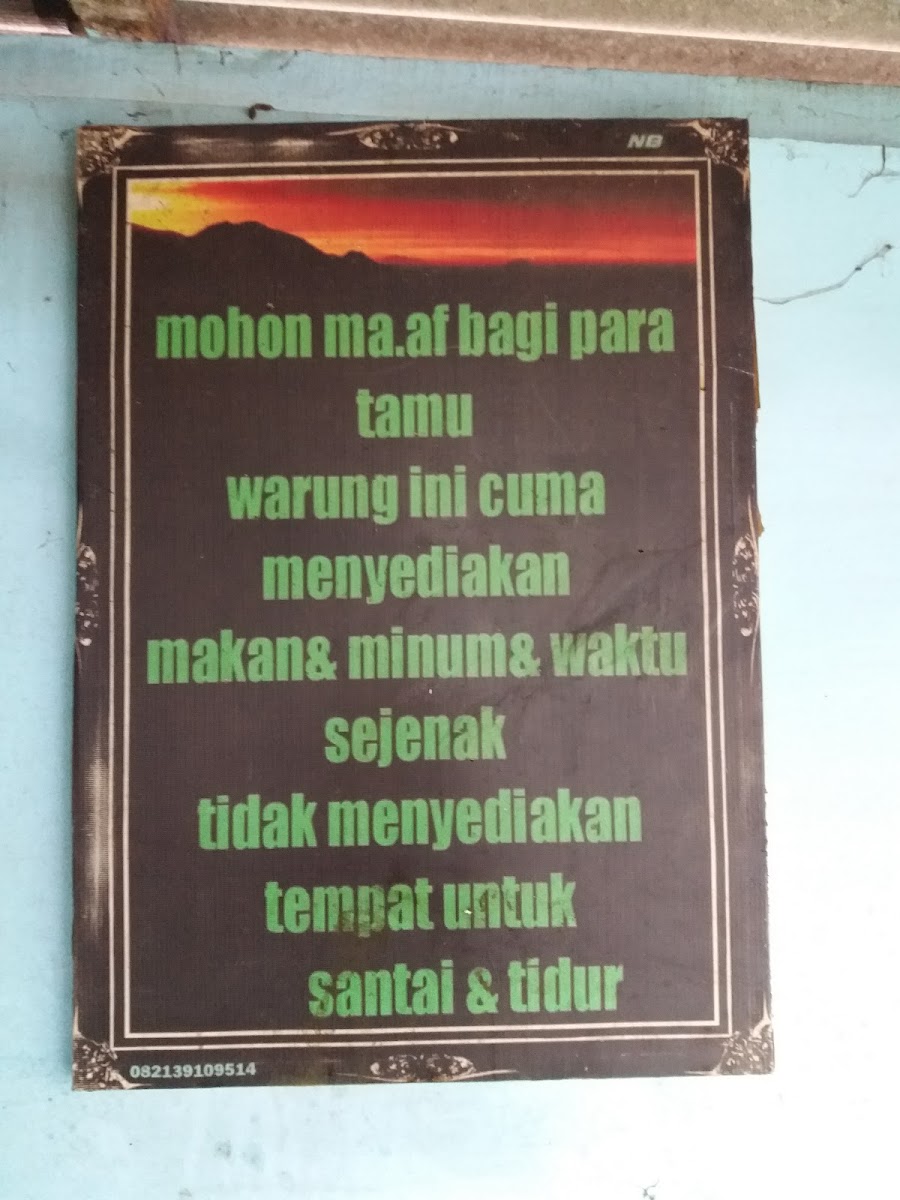 NB
mohon ma.af bagi para
tamu
warung ini cuma
menyediakan
makan& minum& waktu
sejenak
tidak menyediakan
tempat untuk
santai & tidur
082139109514